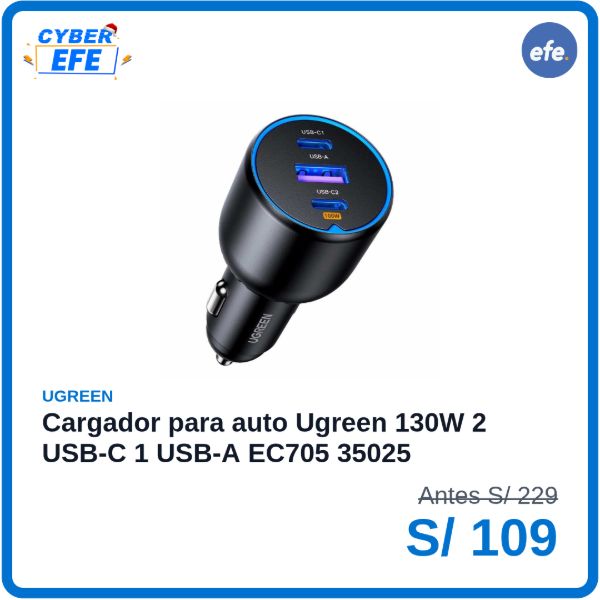 CYBER
EFE
efe.
USB-C1
USB-A
USB-C2
100W
UGREEN
UGREEN
Cargador para auto Ugreen 130W 2
USB-C 1 USB-A EC705 35025
Antes S/ 229
S/ 109